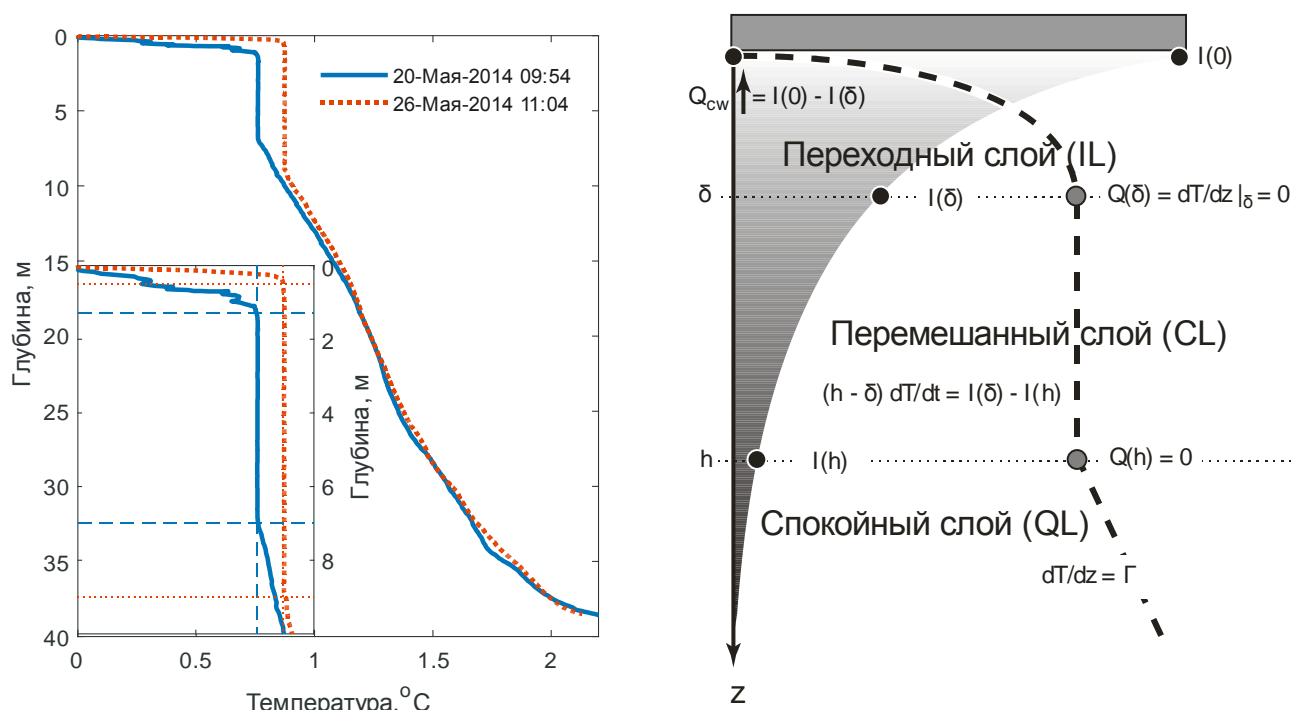 0
5
10
15
20
25
30
35
40
Глубина, м
20-Мая-2014 09:54
26-Мая-2014 11:04
0
2
4
6
8
Глубина, м
0
0.5
1
1.5
2
Температура,°C
I(0)
Q_cw = I(0) - I(δ)
Переходный слой (IL)
δ
I(δ)
Q(δ) = dT/dz|_δ = 0
Перемешанный слой (CL)
(h - δ) dT/dt = I(δ) - I(h)
h
I(h)
Q(h) = 0
Спокойный слой (QL)
dT/dz = Γ
z